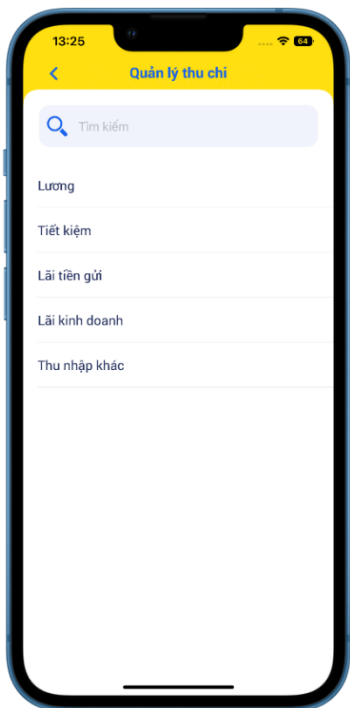 13:25
64
Quản lý thu chi
Tìm kiếm
Lương
Tiết kiệm
Lãi tiền gửi
Lãi kinh doanh
Thu nhập khác